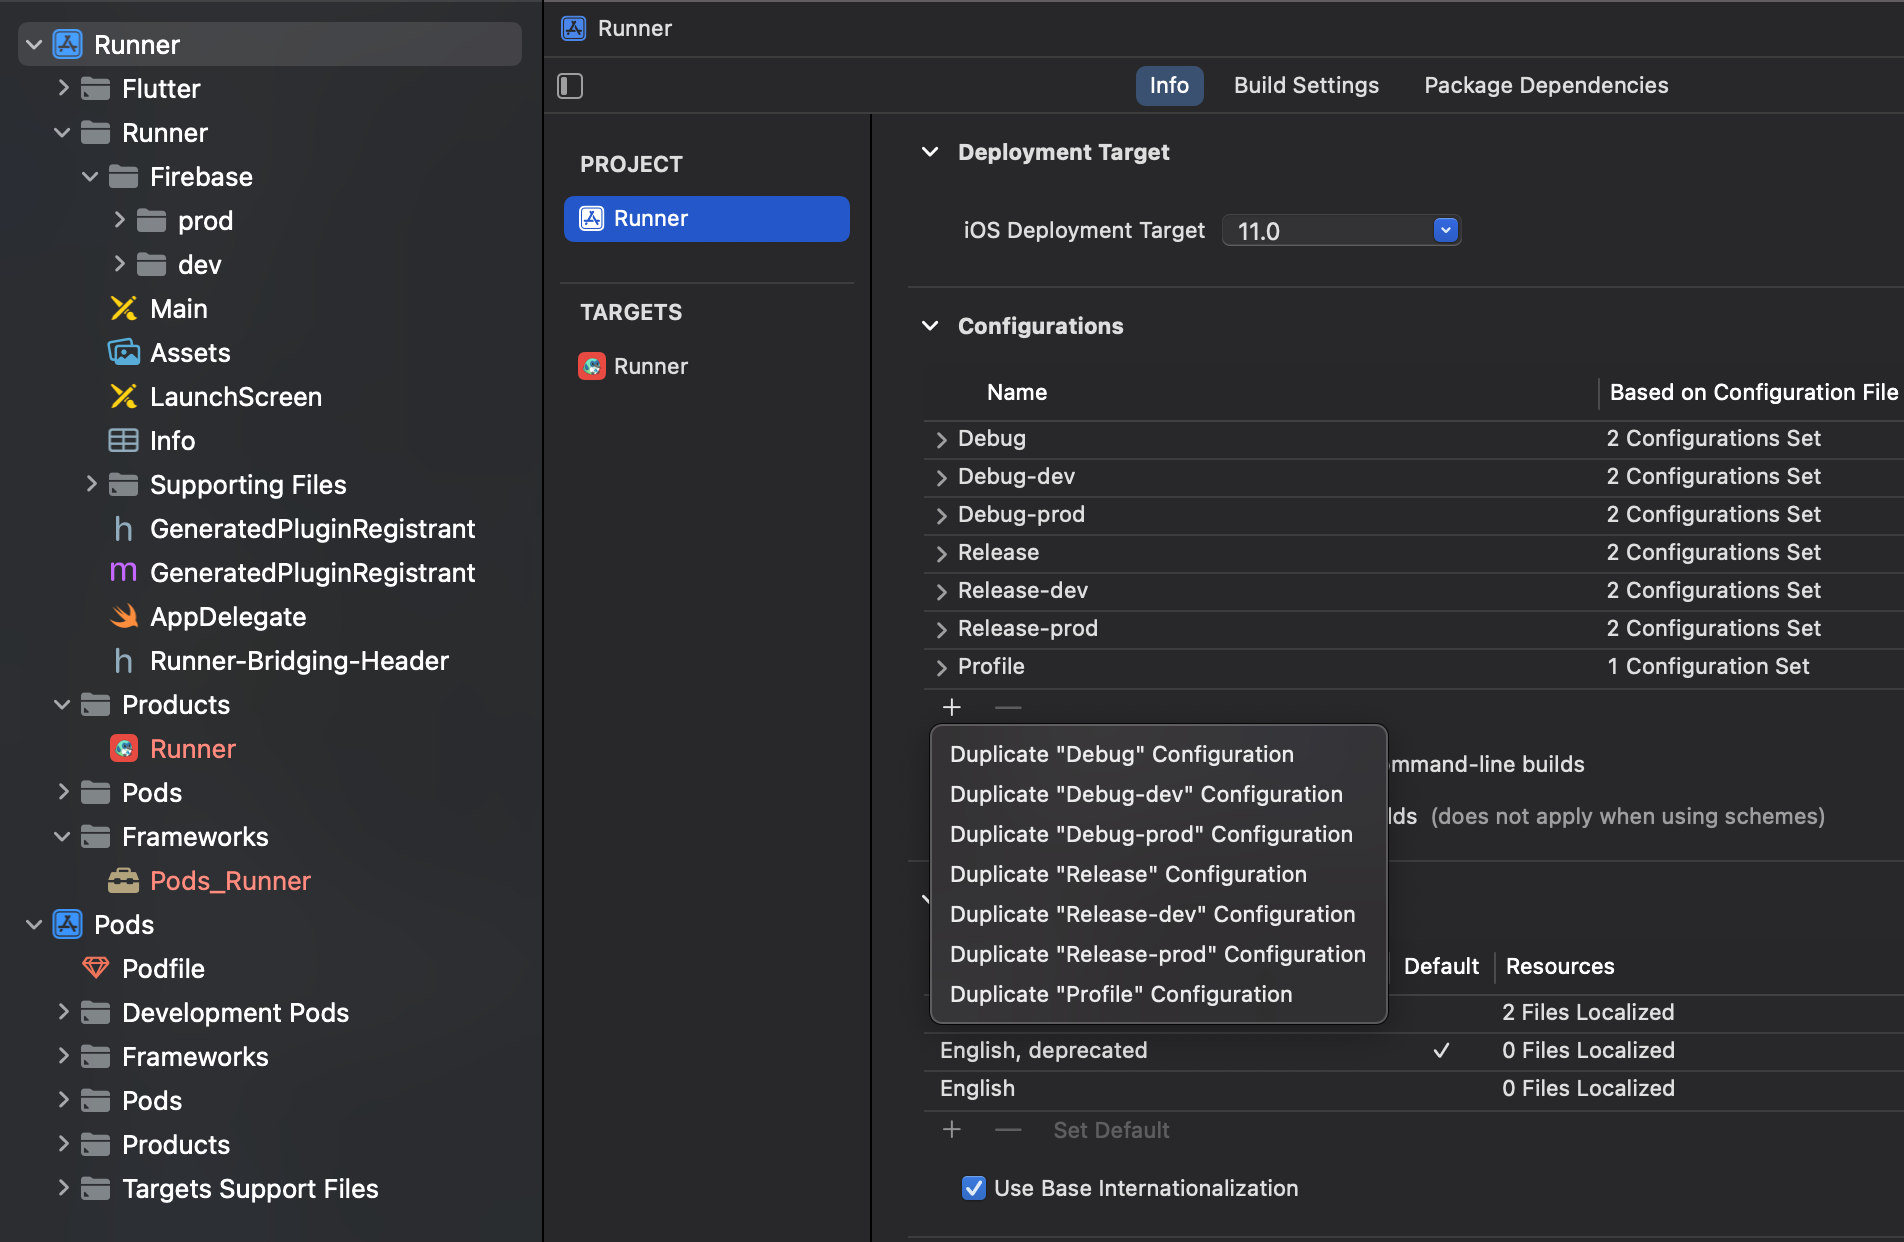 Runner
Flutter
Runner
Firebase
prod
dev
Main
Assets
LaunchScreen
Info
Supporting Files
h GeneratedPluginRegistrant
m GeneratedPluginRegistrant
AppDelegate
h Runner-Bridging-Header
Products
Runner
Pods
Frameworks
Pods_Runner
Pods
Podfile
Development Pods
Frameworks
Pods
Products
Targets Support Files
Runner
Info Build Settings Package Dependencies
PROJECT
Runner
TARGETS
Runner
Deployment Target
iOS Deployment Target 11.0
Configurations
Name Based on Configuration File
Debug 2 Configurations Set
Debug-dev 2 Configurations Set
Debug-prod 2 Configurations Set
Release 2 Configurations Set
Release-dev 2 Configurations Set
Release-prod 2 Configurations Set
Profile 1 Configuration Set
Duplicate "Debug" Configuration
Duplicate "Debug-dev" Configuration
Duplicate "Debug-prod" Configuration
Duplicate "Release" Configuration
Duplicate "Release-dev" Configuration
Duplicate "Release-prod" Configuration
Duplicate "Profile" Configuration
mmand-line builds
lds (does not apply when using schemes)
Default Resources
2 Files Localized
English, deprecated 0 Files Localized
English 0 Files Localized
Set Default
Use Base Internationalization